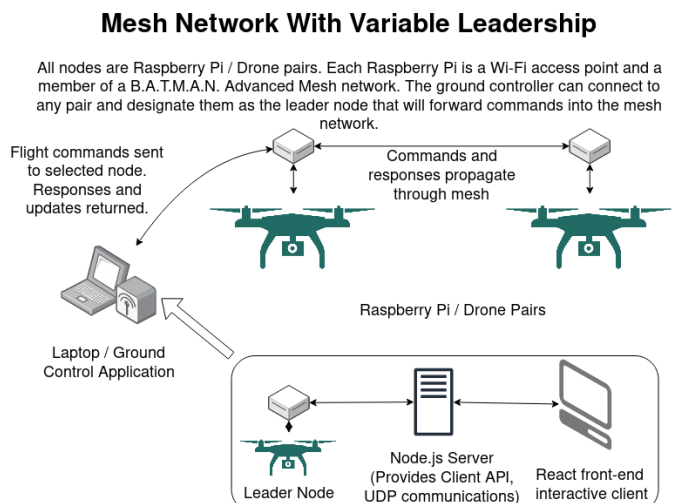 Mesh Network With Variable Leadership
All nodes are Raspberry Pi / Drone pairs. Each Raspberry Pi is a Wi-Fi access point and a
member of a B.A.T.M.A.N. Advanced Mesh network. The ground controller can connect to
any pair and designate them as the leader node that will forward commands into the mesh
network.
Flight commands sent
to selected node.
Responses and
updates returned.
Commands and
responses propagate
through mesh
Raspberry Pi / Drone Pairs
Laptop / Ground
Control Application
Leader Node
Node.js Server
(Provides Client API,
UDP communications)
React front-end
interactive client